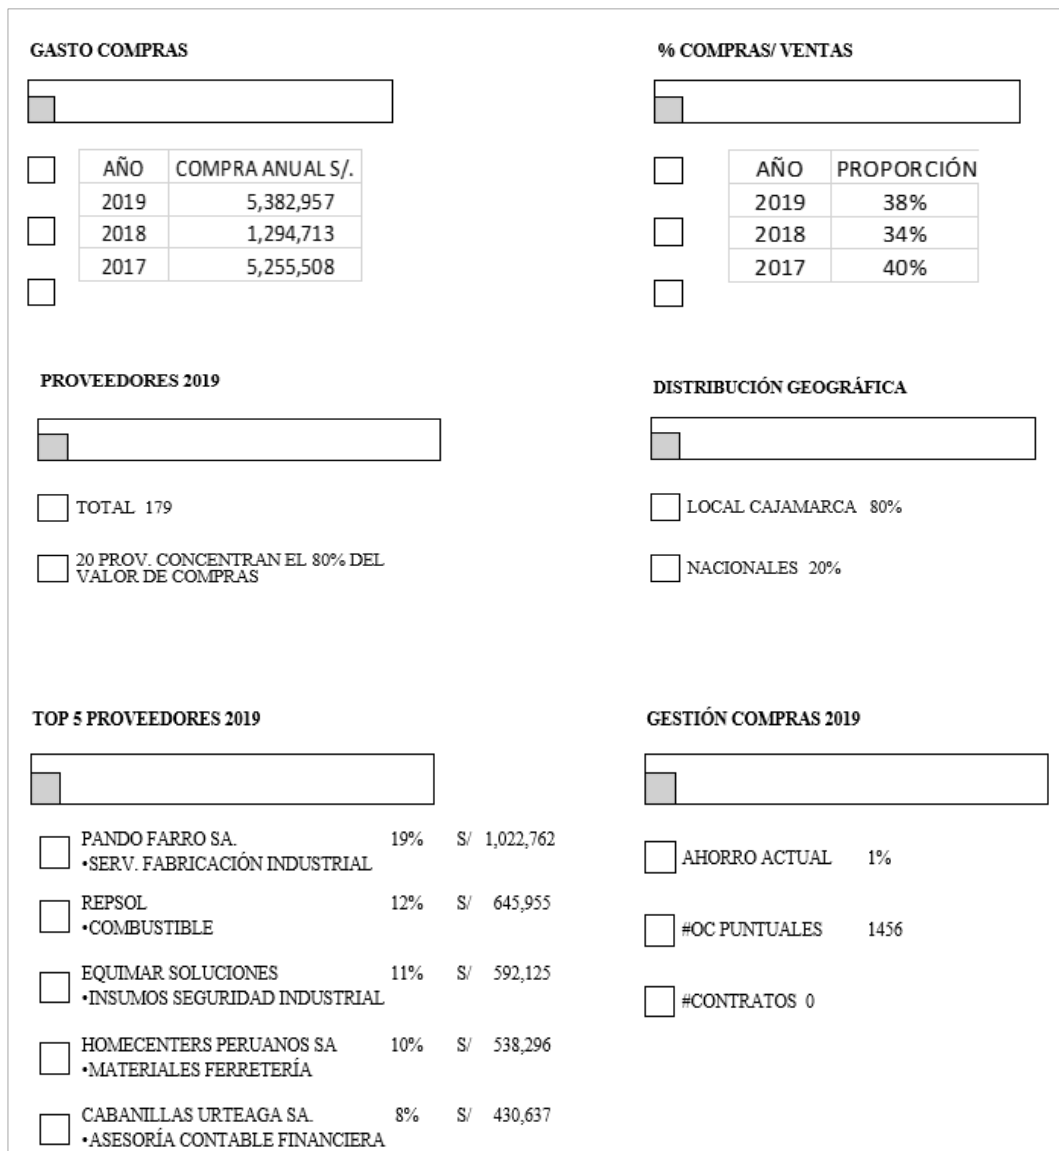 GASTO COMPRAS
AÑO COMPRA ANUAL S/.
2019 5,382,957
2018 1,294,713
2017 5,255,508
% COMPRAS/ VENTAS
AÑO PROPORCIÓN
2019 38%
2018 34%
2017 40%
PROVEEDORES 2019
TOTAL 179
20 PROV. CONCENTRAN EL 80% DEL
VALOR DE COMPRAS
DISTRIBUCIÓN GEOGRÁFICA
LOCAL CAJAMARCA 80%
NACIONALES 20%
TOP 5 PROVEEDORES 2019
PANDO FARRO SA. 19% S/ 1,022,762
•SERV. FABRICACIÓN INDUSTRIAL
REPSOL 12% S/ 645,955
•COMBUSTIBLE
EQUIMAR SOLUCIONES 11% S/ 592,125
•INSUMOS SEGURIDAD INDUSTRIAL
HOMECENTERS PERUANOS SA 10% S/ 538,296
•MATERIALES FERRETERÍA
CABANILLAS URTEAGA SA. 8% S/ 430,637
•ASESORÍA CONTABLE FINANCIERA
GESTIÓN COMPRAS 2019
AHORRO ACTUAL 1%
#OC PUNTUALES 1456
#CONTRATOS 0